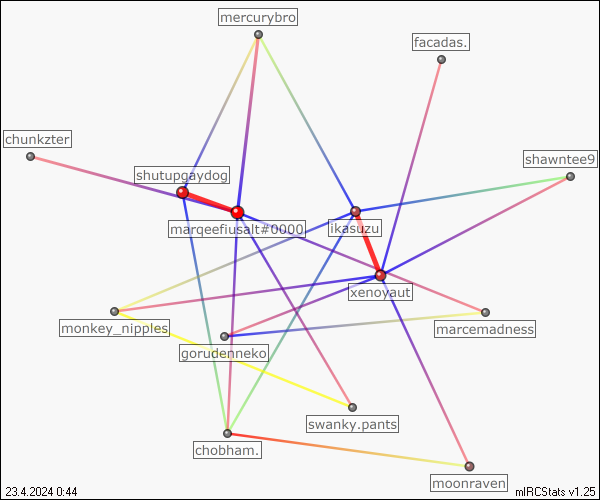 mercurybro
facadas.
chunkzter
shawntee9
shutupgaydog
marqeefiusalt#0000
ikasuzu
xenoyaut
monkey_nipples
marcemadness
gorudenneko
swanky.pants
chobham.
moonraven
23.4.2024 0:44
mIRCStats v1.25